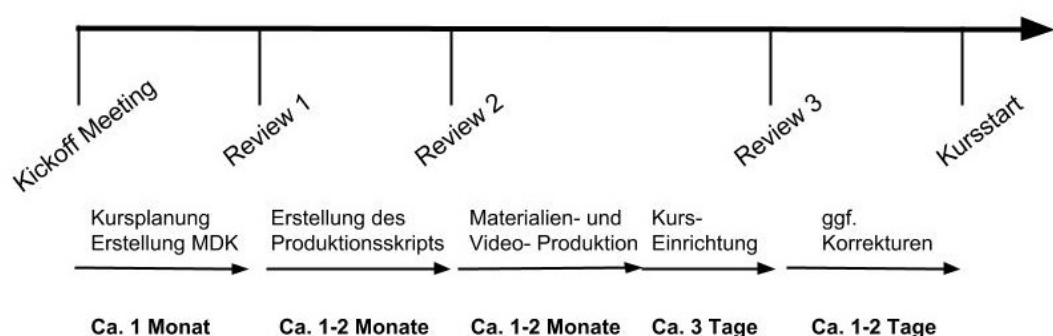 Kickoff Meeting
Review 1
Review 2
Review 3
Kursstart
Kursplanung
Erstellung MDK
Erstellung des
Produktionsskripts
Materialien- und
Video- Produktion
Kurs-
Einrichtung
ggf.
Korrekturen
Ca. 1 Monat
Ca. 1-2 Monate
Ca. 1-2 Monate
Ca. 3 Tage
Ca. 1-2 Tage